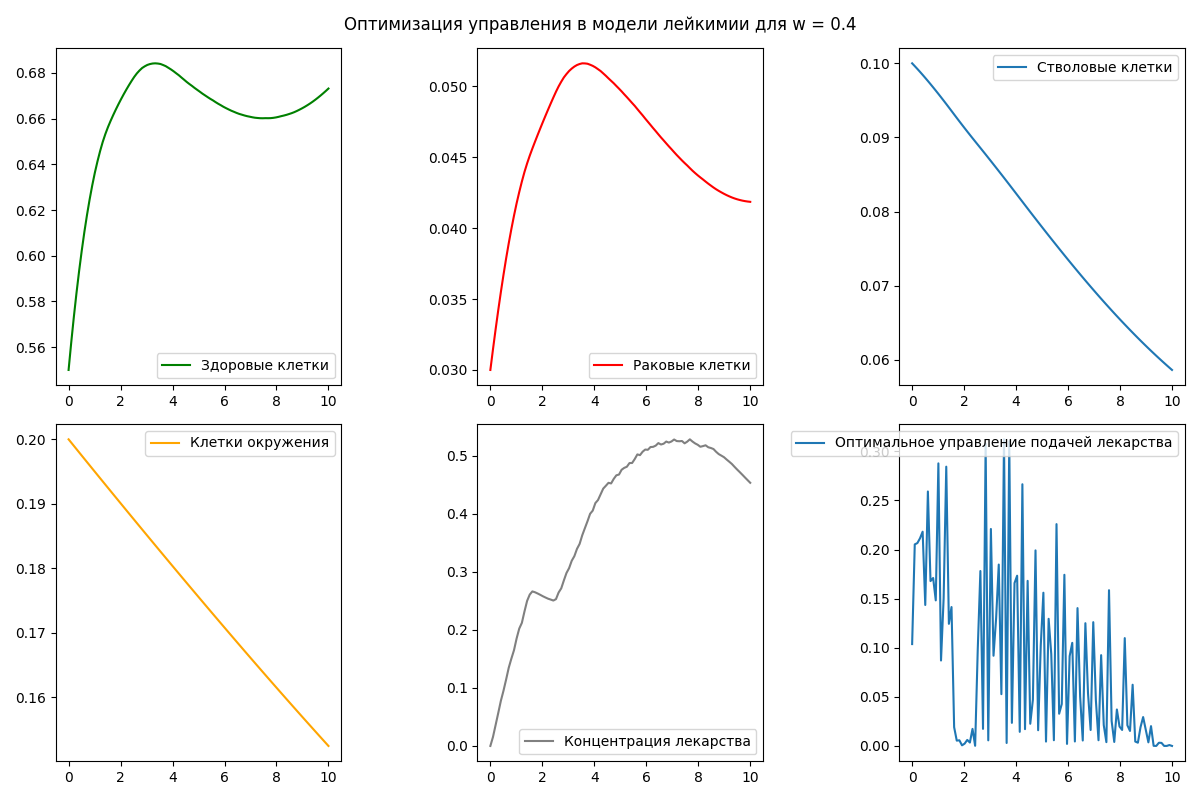 Оптимизация управления в модели лейкимии для w = 0.4
0.68
0.66
0.64
0.62
0.60
0.58
0.56
Здоровые клетки
0 2 4 6 8 10
0.050
0.045
0.040
0.035
0.030
Раковые клетки
0 2 4 6 8 10
0.10
0.09
0.08
0.07
0.06
Стволовые клетки
0 2 4 6 8 10
0.20
0.19
0.18
0.17
0.16
Клетки окружения
0 2 4 6 8 10
0.5
0.4
0.3
0.2
0.1
0.0
Концентрация лекарства
0 2 4 6 8 10
Оптимальное управление подачей лекарства
0.30
0.25
0.20
0.15
0.10
0.05
0.00
0 2 4 6 8 10